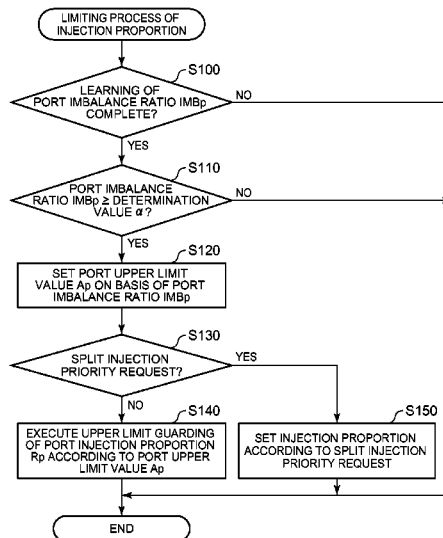 LIMITING PROCESS OF
INJECTION PROPORTION
S100
LEARNING OF
PORT IMBALANCE RATIO IMBp
COMPLETE?
NO
YES
S110
PORT IMBALANCE
RATIO IMBp ≥ DETERMINATION
VALUE α?
NO
YES
S120
SET PORT UPPER LIMIT
VALUE Ap ON BASIS OF PORT
IMBALANCE RATIO IMBp
S130
SPLIT INJECTION
PRIORITY REQUEST?
YES
NO
S140
EXECUTE UPPER LIMIT GUARDING
OF PORT INJECTION PROPORTION
Rp ACCORDING TO PORT UPPER
LIMIT VALUE Ap
S150
SET INJECTION PROPORTION
ACCORDING TO SPLIT INJECTION
PRIORITY REQUEST
END